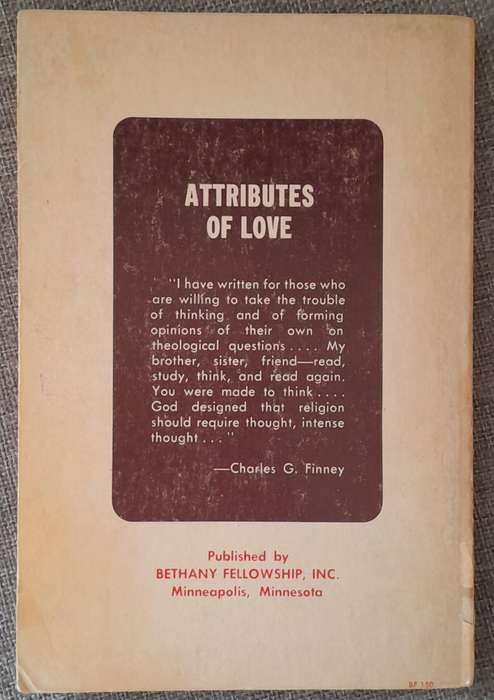 ATTRIBUTES
OF LOVE
"I have written for those who
are willing to take the trouble
of thinking and of forming
opinions of their own on
theological questions . . . . My
brother, sister, friend—read,
study, think, and read again.
You were made to think . . . .
God designed that religion
should require thought, intense
thought . . . "
—Charles G. Finney
Published by
BETHANY FELLOWSHIP, INC.
Minneapolis, Minnesota